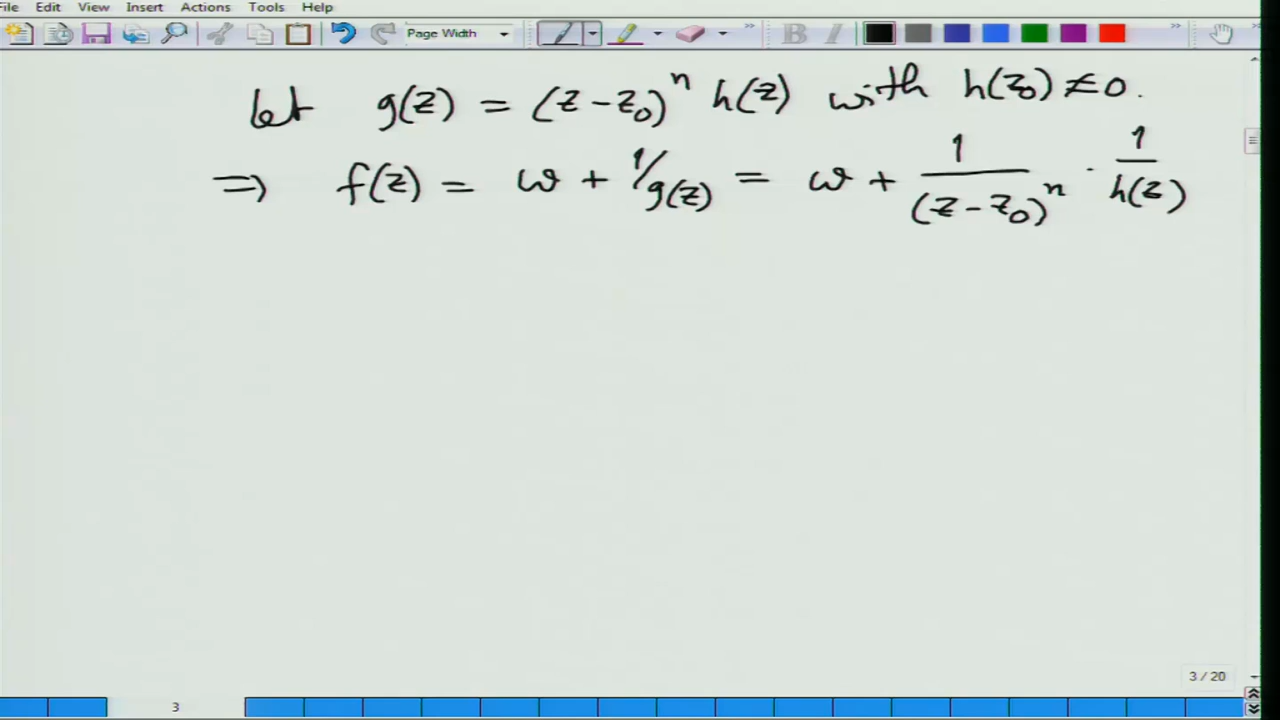 File Edit View Insert Actions Tools Help
Page Width B I
let g(z) = (z-z₀)ⁿ h(z) with h(z₀) ≠ 0.
⇒ f(z) = w + 1/g(z) = w + 1/(z-z₀)ⁿ · 1/h(z)
3 / 20
3